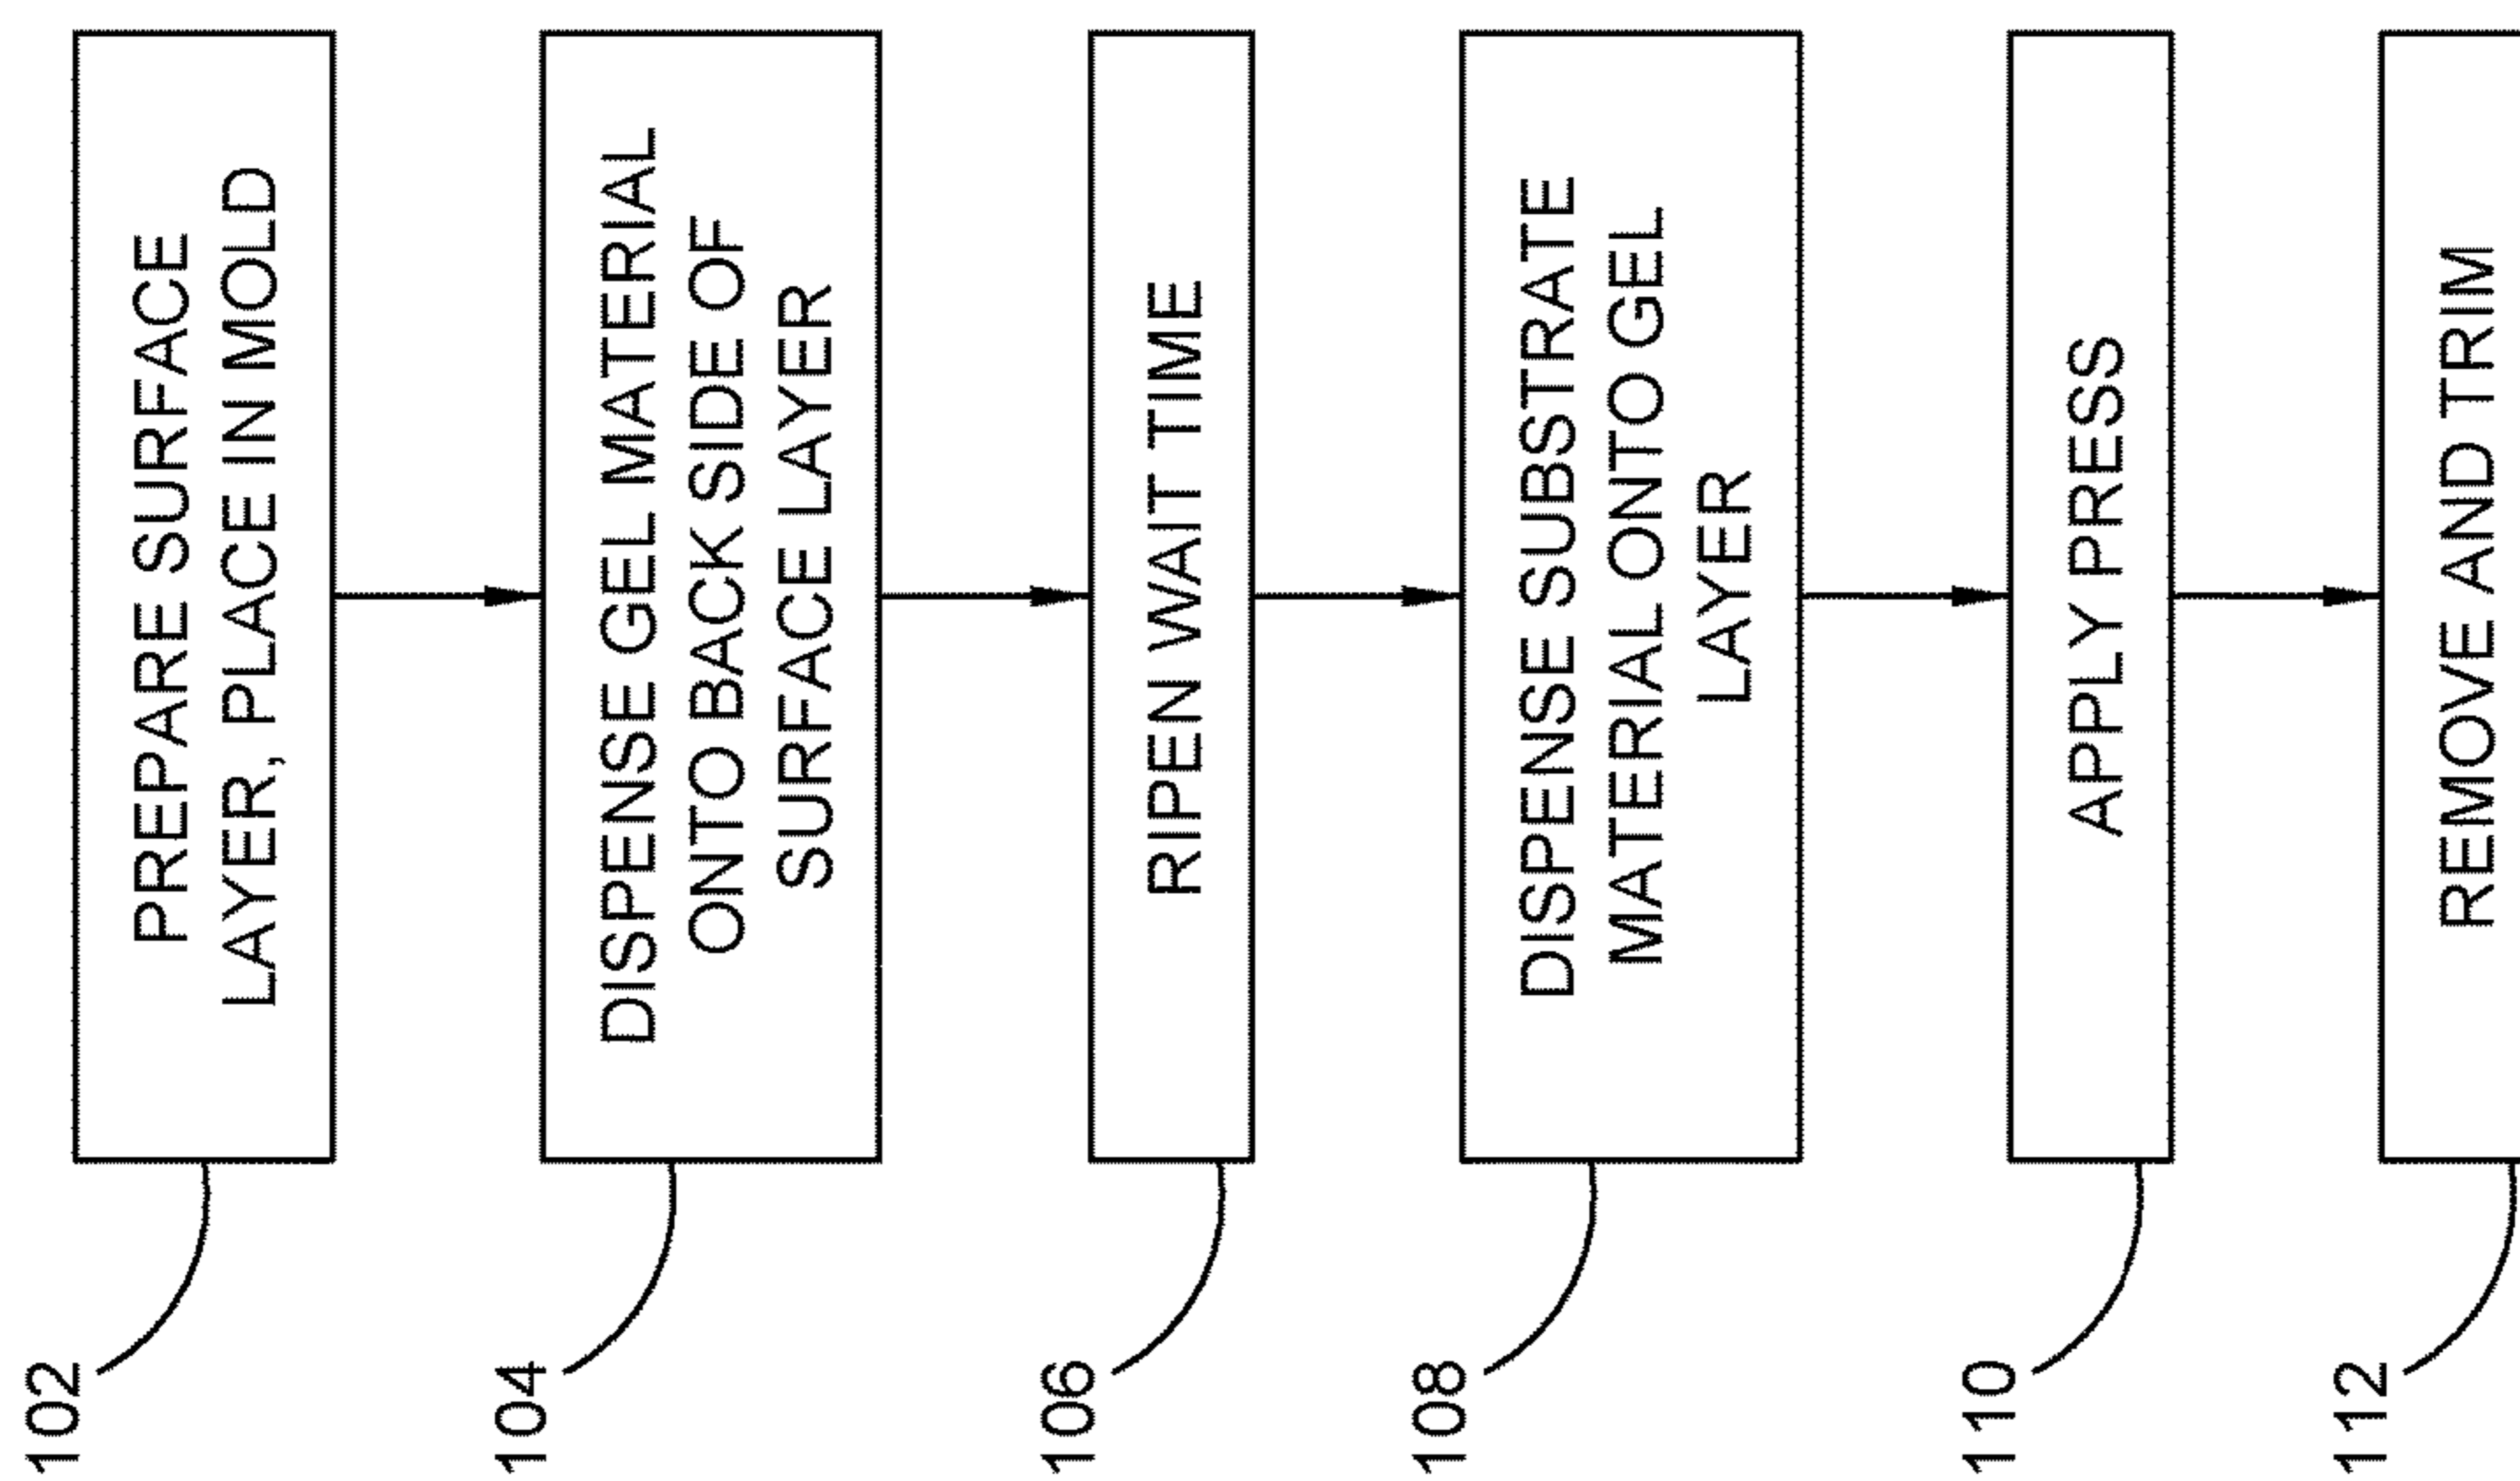 102
PREPARE SURFACE
LAYER, PLACE IN MOLD
104
DISPENSE GEL MATERIAL
ONTO BACK SIDE OF
SURFACE LAYER
106
RIPEN WAIT TIME
108
DISPENSE SUBSTRATE
MATERIAL ONTO GEL
LAYER
110
APPLY PRESS
112
REMOVE AND TRIM